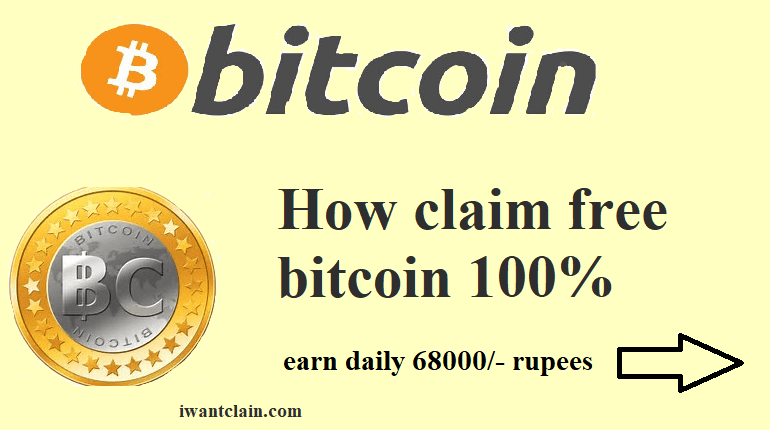 bitcoin
How claim free
bitcoin 100%
BITCOIN
BC
BITCOIN
earn daily 68000/- rupees
iwantclain.com